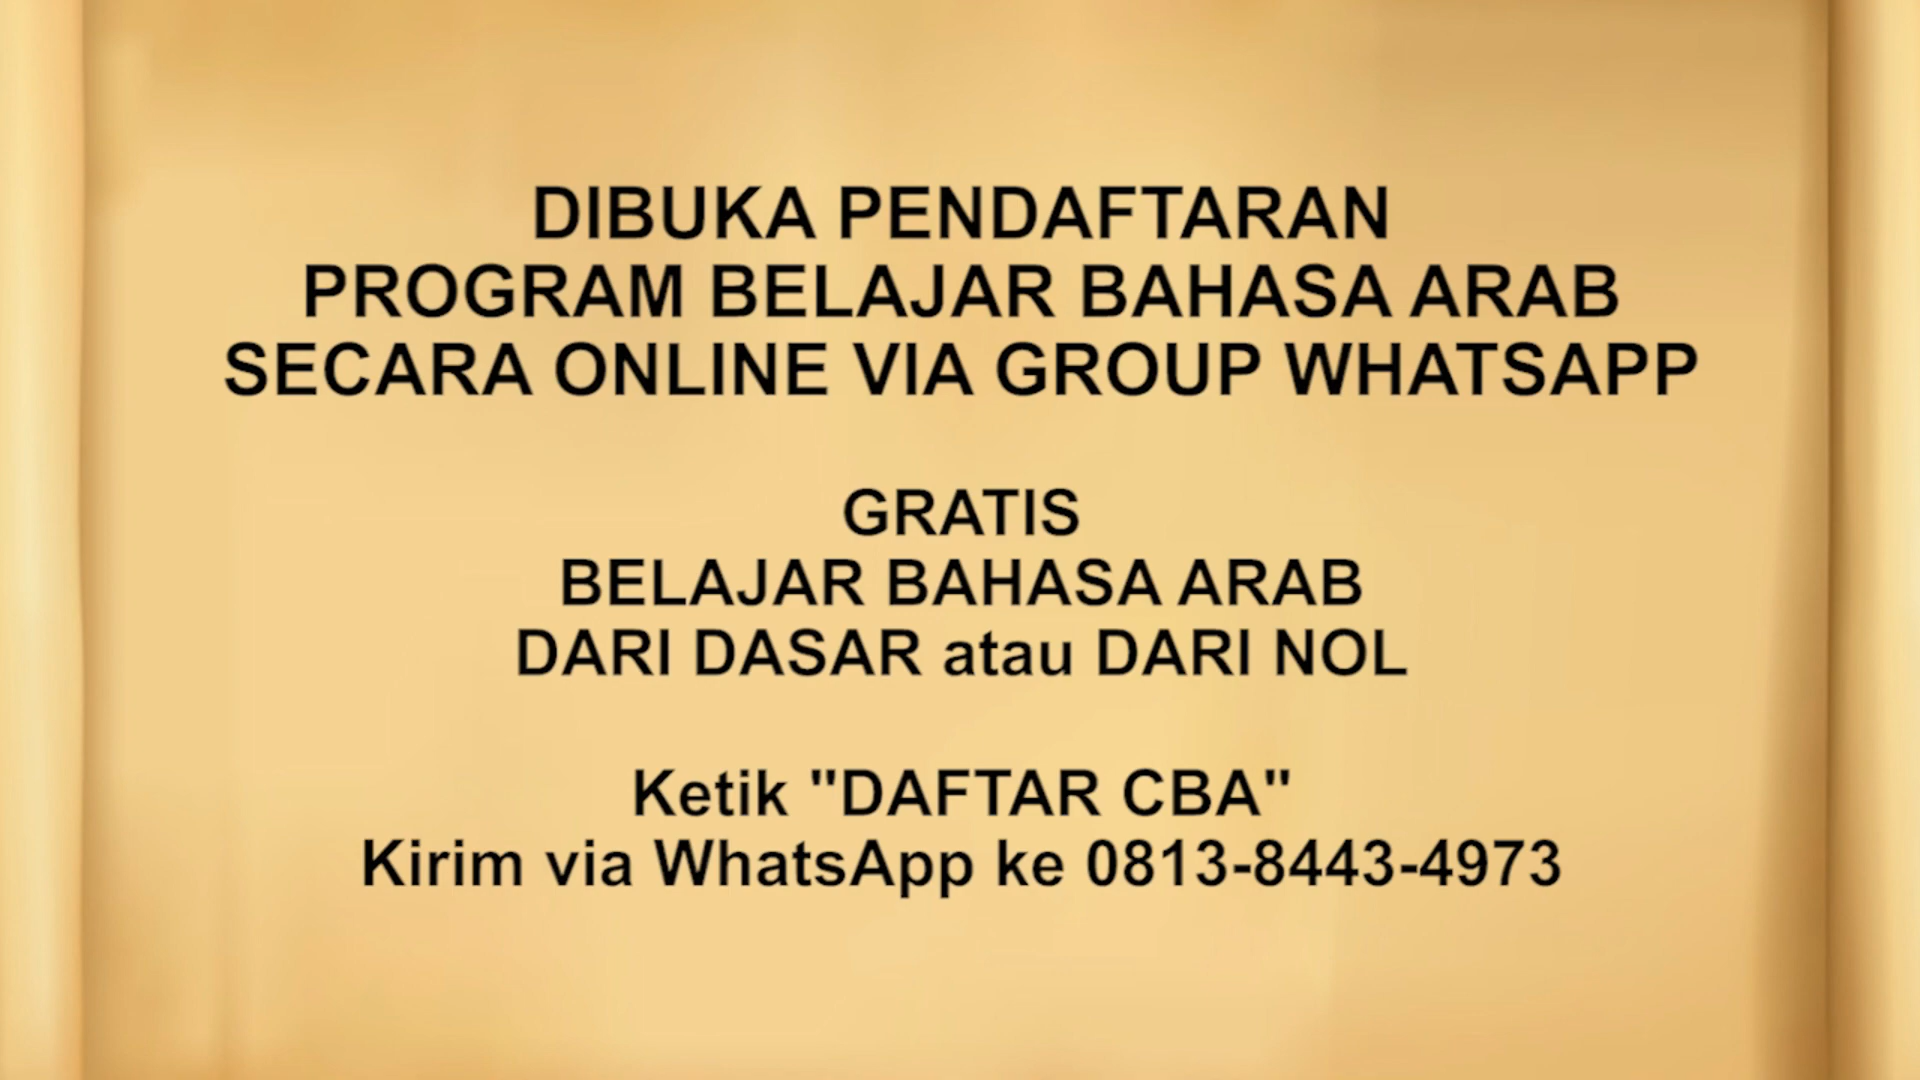 DIBUKA PENDAFTARAN
PROGRAM BELAJAR BAHASA ARAB
SECARA ONLINE VIA GROUP WHATSAPP
GRATIS
BELAJAR BAHASA ARAB
DARI DASAR atau DARI NOL
Ketik "DAFTAR CBA"
Kirim via WhatsApp ke 0813-8443-4973